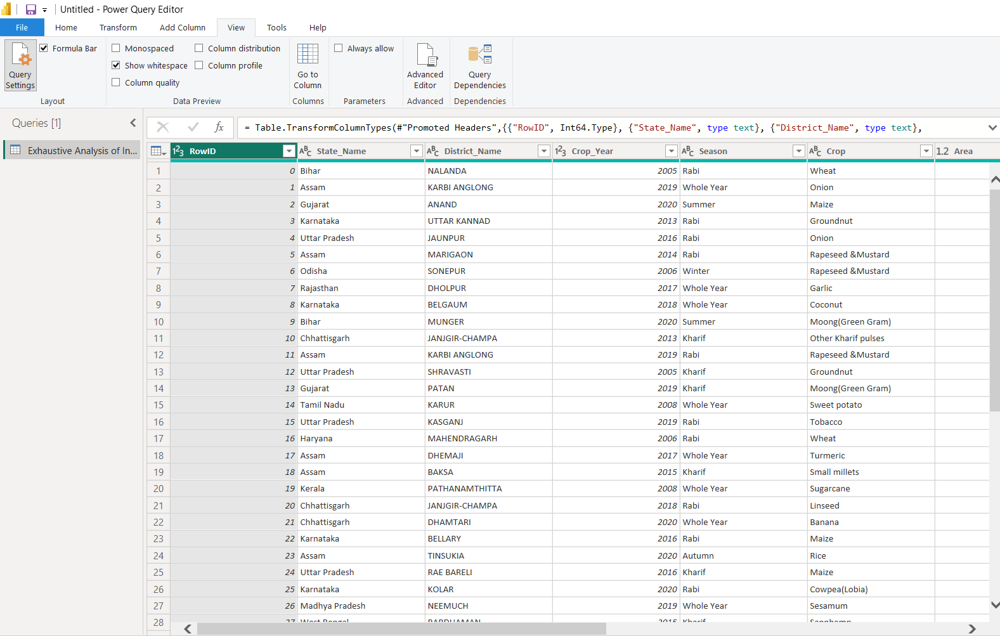 Untitled - Power Query Editor
File Home Transform Add Column View Tools Help
Query Settings
Formula Bar
Layout
Monospaced Column distribution
Show whitespace Column profile
Column quality
Data Preview
Go to Column
Columns
Always allow
Parameters
Advanced Editor
Advanced
Query Dependencies
Dependencies
Queries [1]
Exhaustive Analysis of In...
fx = Table.TransformColumnTypes(#"Promoted Headers",{{"RowID", Int64.Type}, {"State_Name", type text}, {"District_Name", type text},
123 RowID ABC State_Name ABC District_Name 123 Crop_Year ABC Season ABC Crop 1.2 Area
1 0 Bihar NALANDA 2005 Rabi Wheat
2 1 Assam KARBI ANGLONG 2019 Whole Year Onion
3 2 Gujarat ANAND 2020 Summer Maize
4 3 Karnataka UTTAR KANNAD 2013 Rabi Groundnut
5 4 Uttar Pradesh JAUNPUR 2016 Rabi Onion
6 5 Assam MARIGAON 2014 Rabi Rapeseed &Mustard
7 6 Odisha SONEPUR 2006 Winter Rapeseed &Mustard
8 7 Rajasthan DHOLPUR 2017 Whole Year Garlic
9 8 Karnataka BELGAUM 2018 Whole Year Coconut
10 9 Bihar MUNGER 2020 Summer Moong(Green Gram)
11 10 Chhattisgarh JANJGIR-CHAMPA 2013 Kharif Other Kharif pulses
12 11 Assam KARBI ANGLONG 2019 Rabi Rapeseed &Mustard
13 12 Uttar Pradesh SHRAVASTI 2005 Kharif Groundnut
14 13 Gujarat PATAN 2019 Kharif Moong(Green Gram)
15 14 Tamil Nadu KARUR 2008 Whole Year Sweet potato
16 15 Uttar Pradesh KASGANJ 2019 Rabi Tobacco
17 16 Haryana MAHENDRAGARH 2006 Rabi Wheat
18 17 Assam DHEMAJI 2017 Whole Year Turmeric
19 18 Assam BAKSA 2015 Kharif Small millets
20 19 Kerala PATHANAMTHITTA 2008 Whole Year Sugarcane
21 20 Chhattisgarh JANJGIR-CHAMPA 2018 Rabi Linseed
22 21 Chhattisgarh DHAMTARI 2020 Whole Year Banana
23 22 Karnataka BELLARY 2016 Rabi Maize
24 23 Assam TINSUKIA 2020 Autumn Rice
25 24 Uttar Pradesh RAE BARELI 2016 Kharif Maize
26 25 Karnataka KOLAR 2020 Rabi Cowpea(Lobia)
27 26 Madhya Pradesh NEEMUCH 2019 Whole Year Sesamum
28 27 West Bengal 2015 Kharif